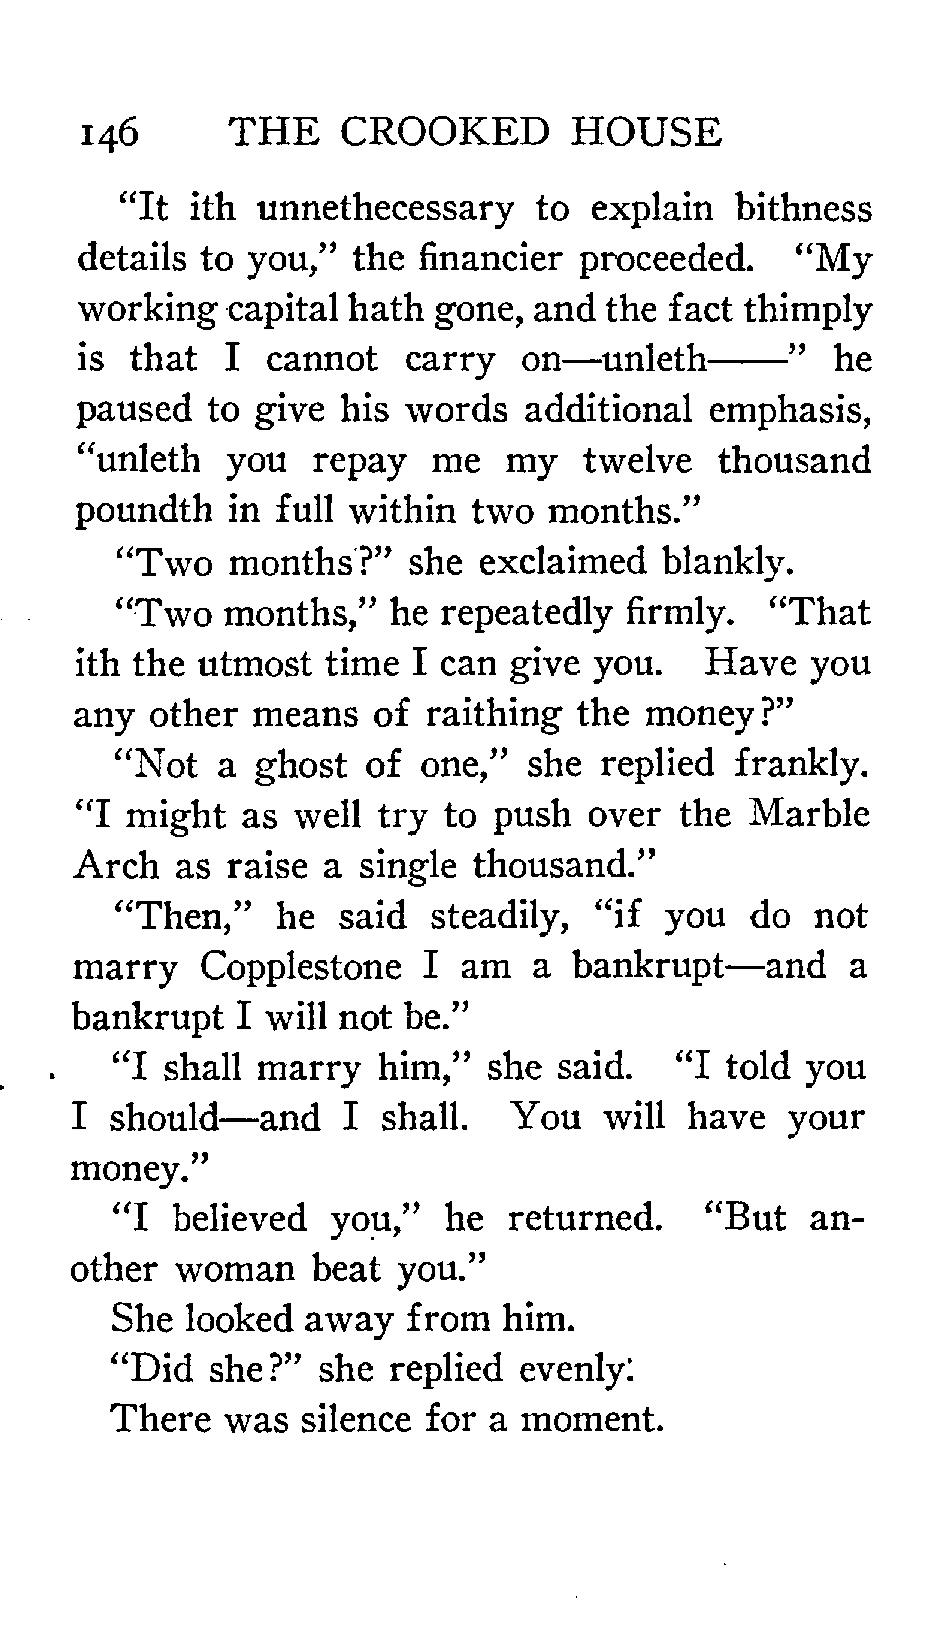 146 THE CROOKED HOUSE
“It ith unnethecessary to explain bithness
details to you,” the financier proceeded. “My
working capital hath gone, and the fact thimply
is that I cannot carry on—unleth——” he
paused to give his words additional emphasis,
“unleth you repay me my twelve thousand
poundth in full within two months.”
“Two months?” she exclaimed blankly.
“Two months,” he repeatedly firmly. “That
ith the utmost time I can give you. Have you
any other means of raithing the money?”
“Not a ghost of one,” she replied frankly.
“I might as well try to push over the Marble
Arch as raise a single thousand.”
“Then,” he said steadily, “if you do not
marry Copplestone I am a bankrupt—and a
bankrupt I will not be.”
“I shall marry him,” she said. “I told you
I should—and I shall. You will have your
money.”
“I believed you,” he returned. “But an-
other woman beat you.”
She looked away from him.
“Did she?” she replied evenly.
There was silence for a moment.